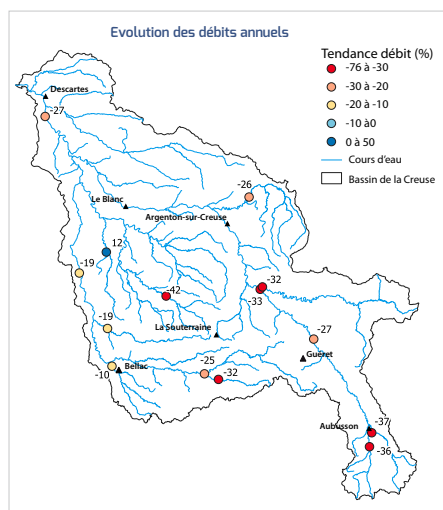 Evolution des débits annuels
Tendance débit (%)
-76 à -30
-30 à -20
-20 à -10
-10 à0
0 à 50
Cours d'eau
Bassin de la Creuse
Descartes
-27
-26
Le Blanc
Argenton-sur-Creuse
12
-19
-32
-42
-33
-19
La Souterraine
-27
Guéret
-25
-10
Bellac
-32
-37
Aubusson
-36